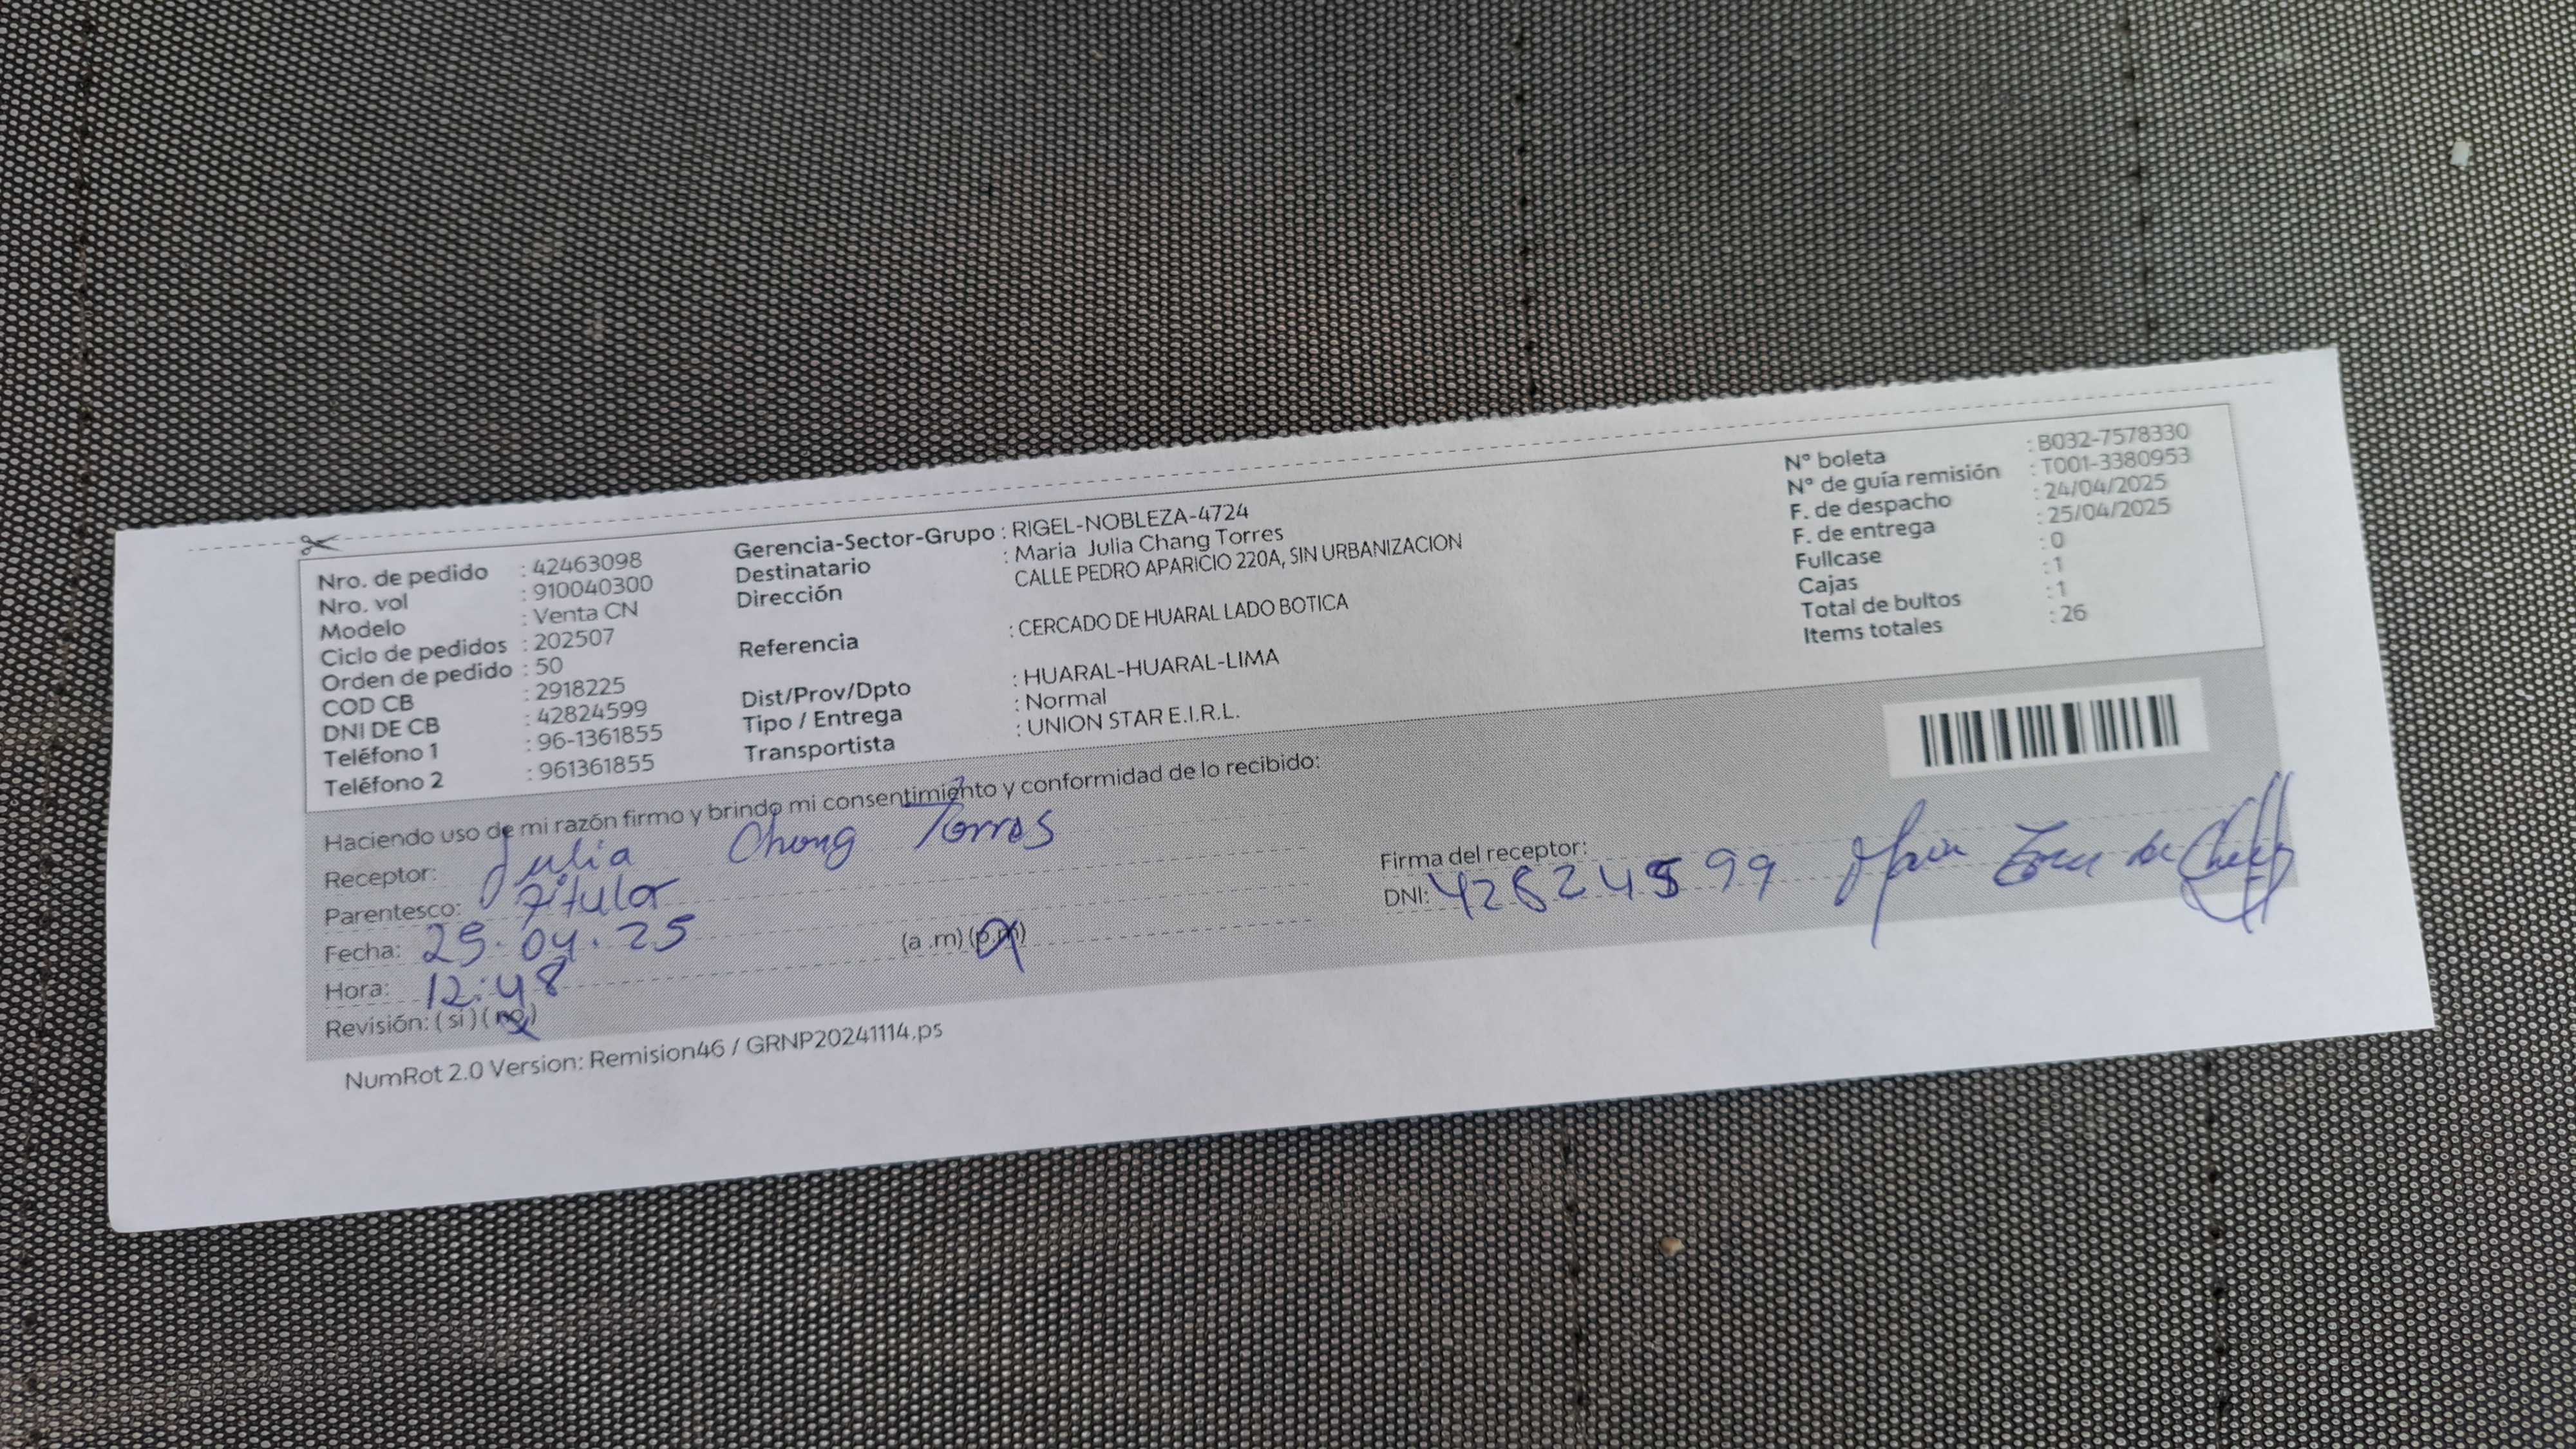 Nro. de pedido : 42463098
Nro. vol : 910040300
Modelo : Venta CN
Ciclo de pedidos : 202507
Orden de pedido : 50
COD CB : 2918225
DNI DE CB : 42824599
Teléfono 1 : 96-1361855
Teléfono 2 : 961361855
Gerencia-Sector-Grupo : RIGEL-NOBLEZA-4724
Destinatario : Maria Julia Chang Torres
Dirección CALLE PEDRO APARICIO 220A, SIN URBANIZACION
Referencia : CERCADO DE HUARAL LADO BOTICA
Dist/Prov/Dpto : HUARAL-HUARAL-LIMA
Tipo / Entrega : Normal
Transportista : UNION STAR E.I.R.L.
N° boleta : B032-7578330
N° de guía remisión : T001-3380953
F. de despacho : 24/04/2025
F. de entrega : 25/04/2025
Fullcase : 0
Cajas : 1
Total de bultos : 1
Items totales : 26
Haciendo uso de mi razón firmo y brindo mi consentimiento y conformidad de lo recibido:
Receptor: Julia Chang Torres
Parentesco: Titular
Fecha: 25.04.25
Hora: 12:48 (a .m) (p.m)
Revisión: ( si ) ( no )
Firma del receptor:
DNI: 42824599
NumRot 2.0 Version: Remision46 / GRNP20241114.ps